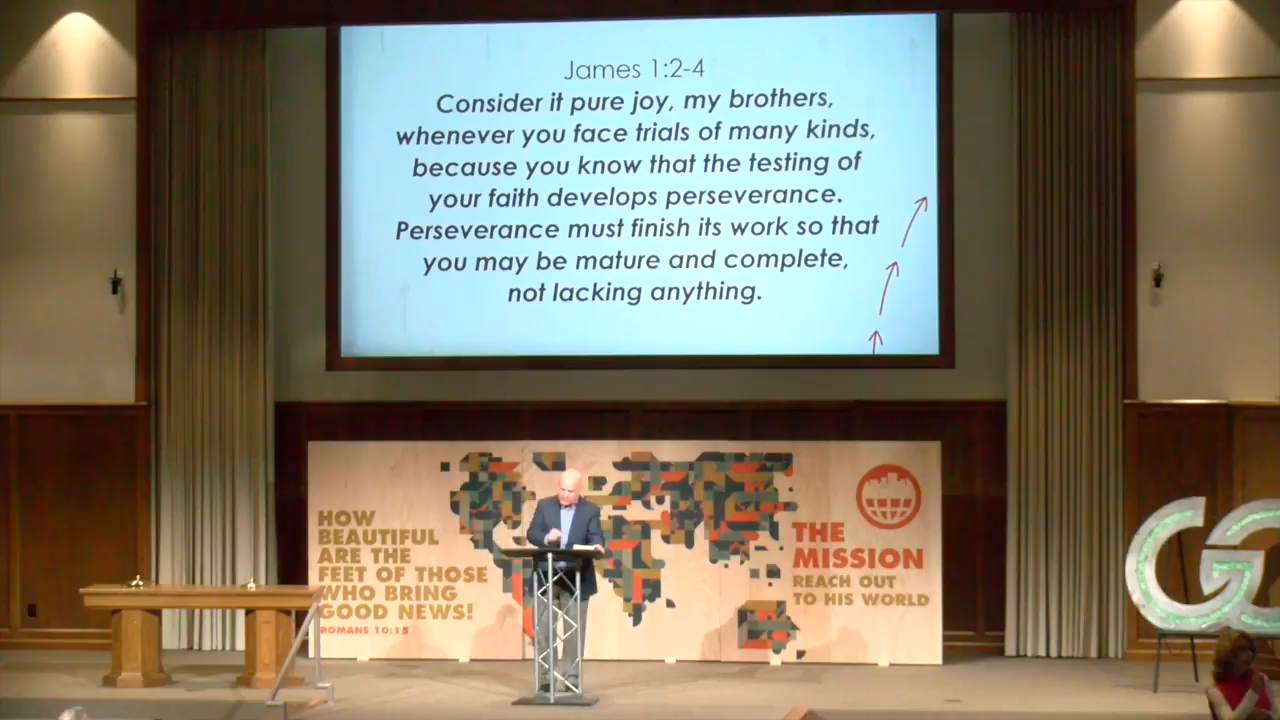 James 1:2-4
Consider it pure joy, my brothers,
whenever you face trials of many kinds,
because you know that the testing of
your faith develops perseverance.
Perseverance must finish its work so that
you may be mature and complete,
not lacking anything.
HOW
BEAUTIFUL
ARE THE
FEET OF THOSE
WHO BRING
GOOD NEWS!
ROMANS 10:15
THE
MISSION
REACH OUT
TO HIS WORLD